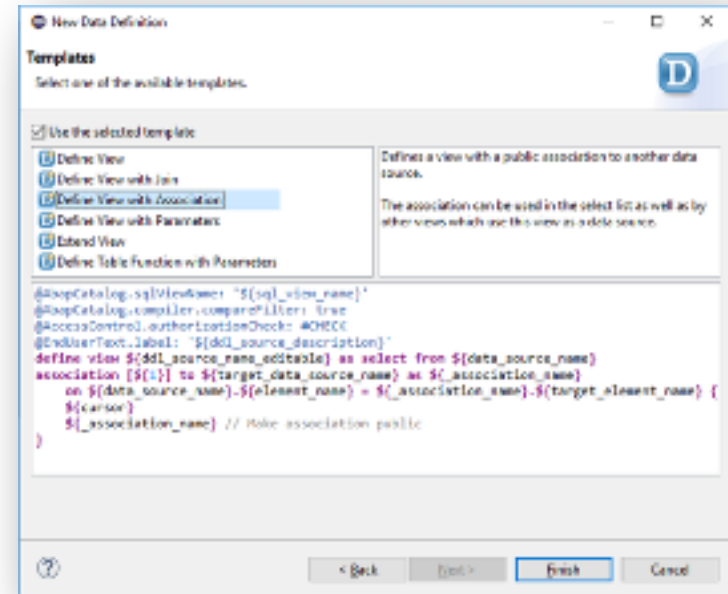 New Data Definition
Templates
Select one of the available templates.
D
Use the selected template
Define View
Define View with Join
Define View with Association
Define View with Parameters
Extend View
Define Table Function with Parameters
Defines a view with a public association to another data
source.
The association can be used in the select list as well as by
other views which use this view as a data source.
@AbapCatalog.sqlViewName: '${sql_view_name}'
@AbapCatalog.compiler.compareFilter: true
@AccessControl.authorizationCheck: #CHECK
@EndUserText.label: '${ddl_source_description}'
define view ${ddl_source_name_editable} as select from ${data_source_name}
association [${1}] to ${target_data_source_name} as ${_association_name}
on ${data_source_name}.${element_name} = ${_association_name}.${target_element_name} {
${cursor}
${_association_name} // Make association public
}
?
< Back
Next >
Finish
Cancel